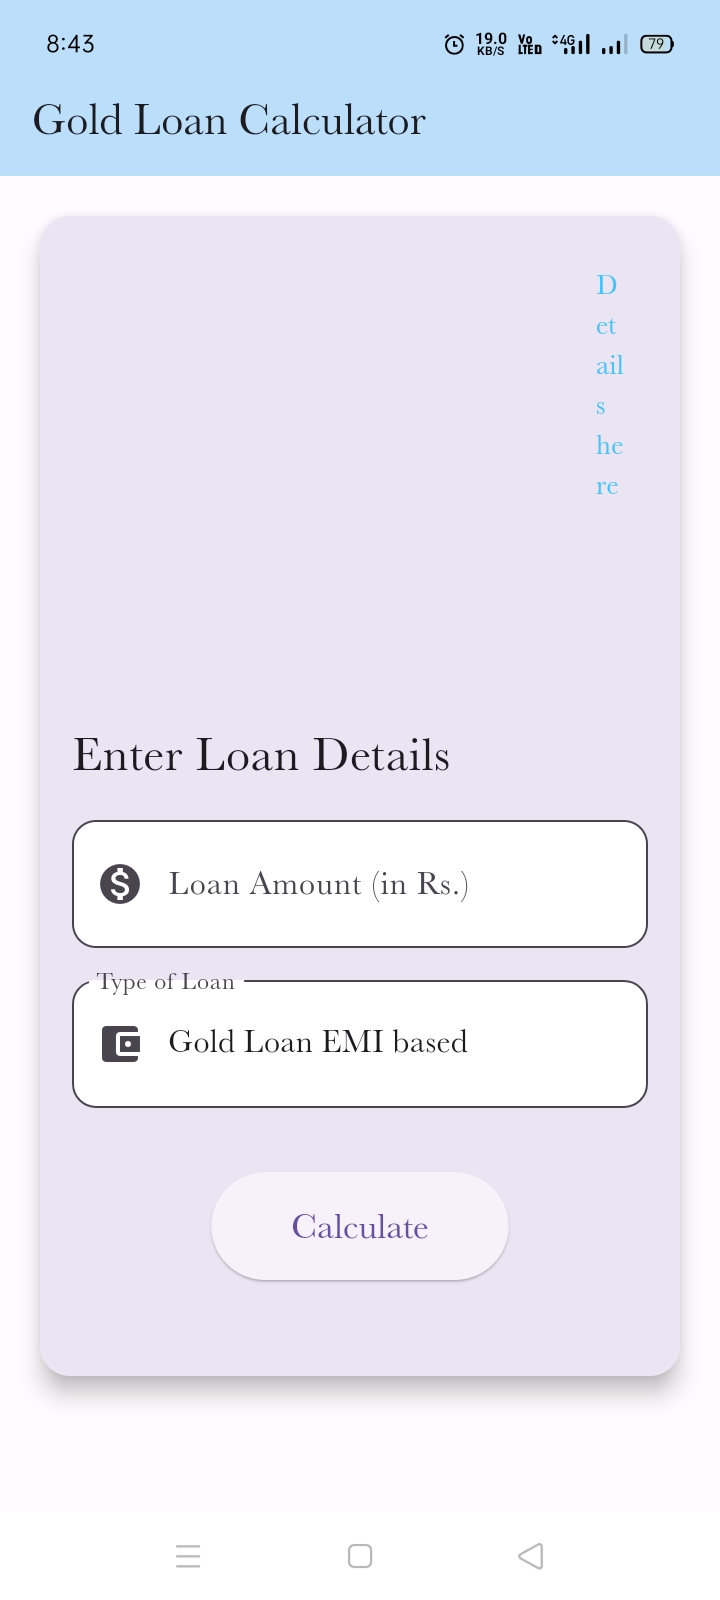 8:43
19.0
KB/S
Vo
LTED
4G
79
Gold Loan Calculator
D
et
ail
s
he
re
Enter Loan Details
Loan Amount (in Rs.)
Type of Loan
Gold Loan EMI based
Calculate